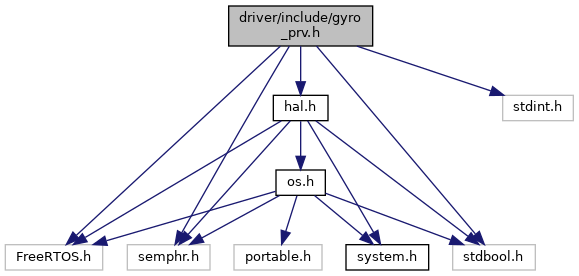 driver/include/gyro
_prv.h
hal.h
stdint.h
os.h
FreeRTOS.h
semphr.h
portable.h
system.h
stdbool.h